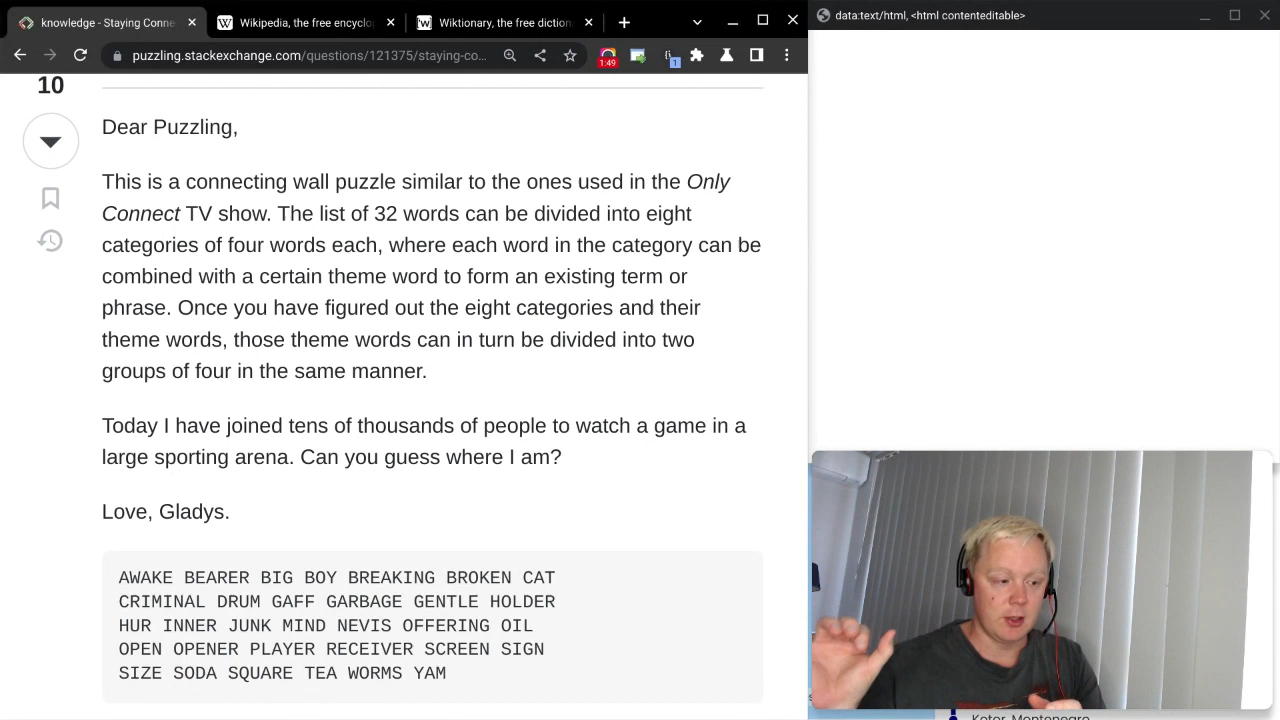 knowledge - Staying Conne
Wikipedia, the free encyclop
Wiktionary, the free diction
data:text/html, <html contenteditable>
puzzling.stackexchange.com/questions/121375/staying-co...
1:49
1
10
Dear Puzzling,
This is a connecting wall puzzle similar to the ones used in the Only
Connect TV show. The list of 32 words can be divided into eight
categories of four words each, where each word in the category can be
combined with a certain theme word to form an existing term or
phrase. Once you have figured out the eight categories and their
theme words, those theme words can in turn be divided into two
groups of four in the same manner.
Today I have joined tens of thousands of people to watch a game in a
large sporting arena. Can you guess where I am?
Love, Gladys.
AWAKE BEARER BIG BOY BREAKING BROKEN CAT
CRIMINAL DRUM GAFF GARBAGE GENTLE HOLDER
HUR INNER JUNK MIND NEVIS OFFERING OIL
OPEN OPENER PLAYER RECEIVER SCREEN SIGN
SIZE SODA SQUARE TEA WORMS YAM
Kotor, Montenegro